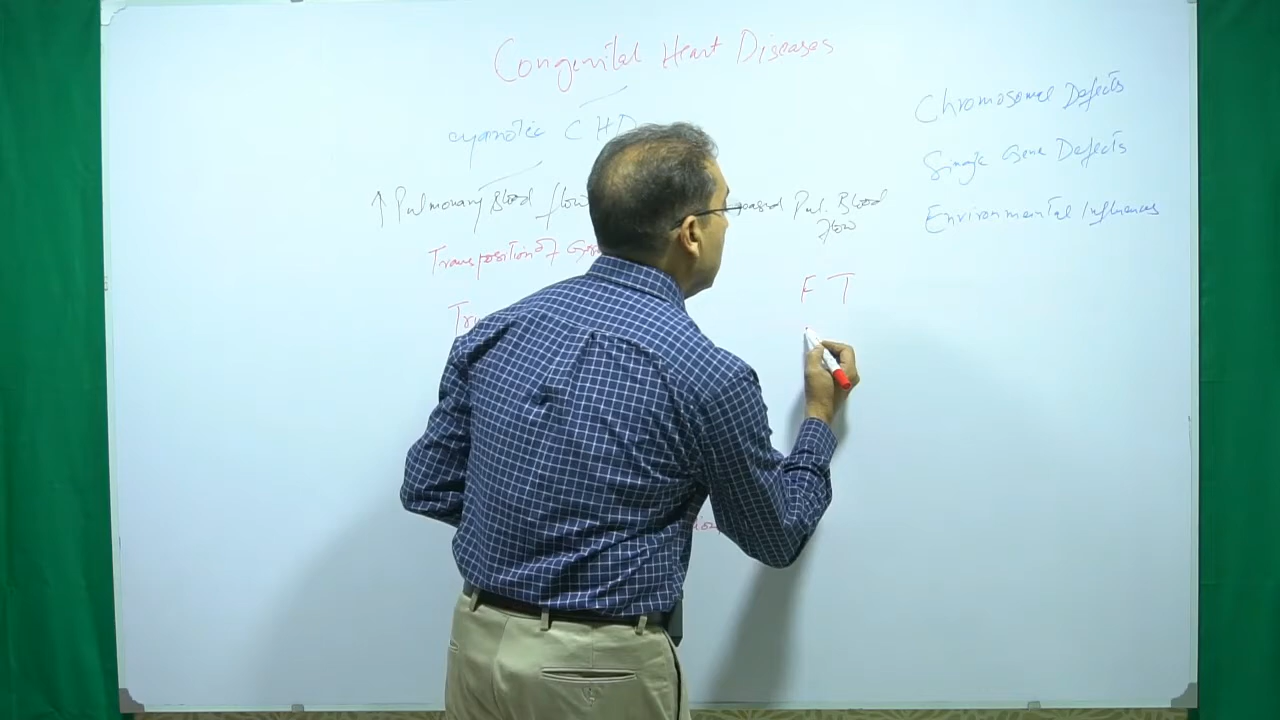 Congenital Heart Diseases
cyanotic CHD
↑ Pulmonary Blood flow
Pul. Blood
flow
Transposition of
F T
Chromosomal Defects
Single Gene Defects
Environmental Influences